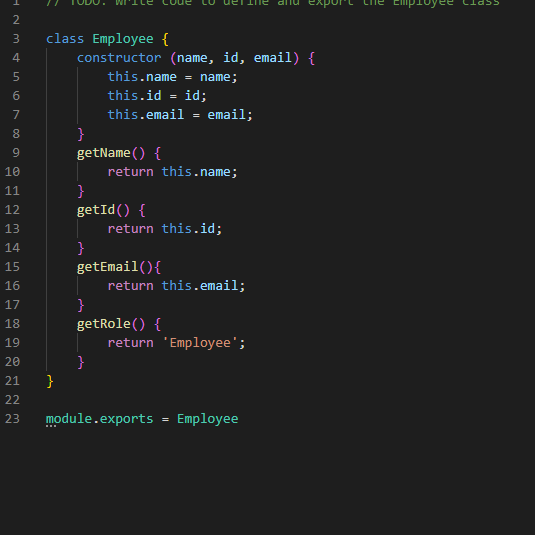 1 // TODO: Write code to define and export the Employee class
2
3 class Employee {
4     constructor (name, id, email) {
5         this.name = name;
6         this.id = id;
7         this.email = email;
8     }
9     getName() {
10         return this.name;
11     }
12     getId() {
13         return this.id;
14     }
15     getEmail(){
16         return this.email;
17     }
18     getRole() {
19         return 'Employee';
20     }
21 }
22
23 module.exports = Employee